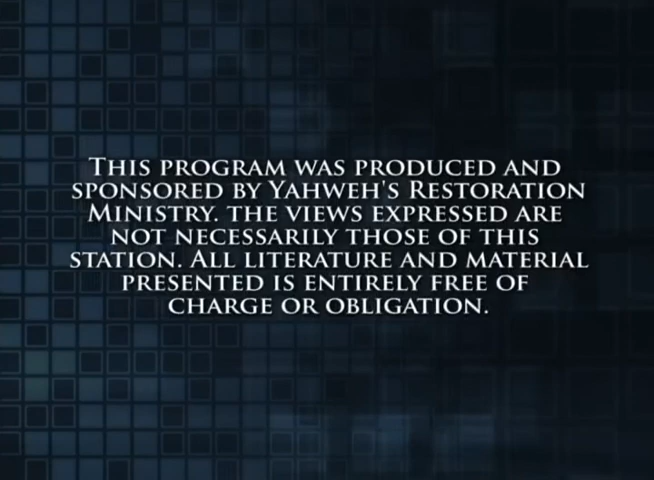 THIS PROGRAM WAS PRODUCED AND
SPONSORED BY YAHWEH'S RESTORATION
MINISTRY. THE VIEWS EXPRESSED ARE
NOT NECESSARILY THOSE OF THIS
STATION. ALL LITERATURE AND MATERIAL
PRESENTED IS ENTIRELY FREE OF
CHARGE OR OBLIGATION.